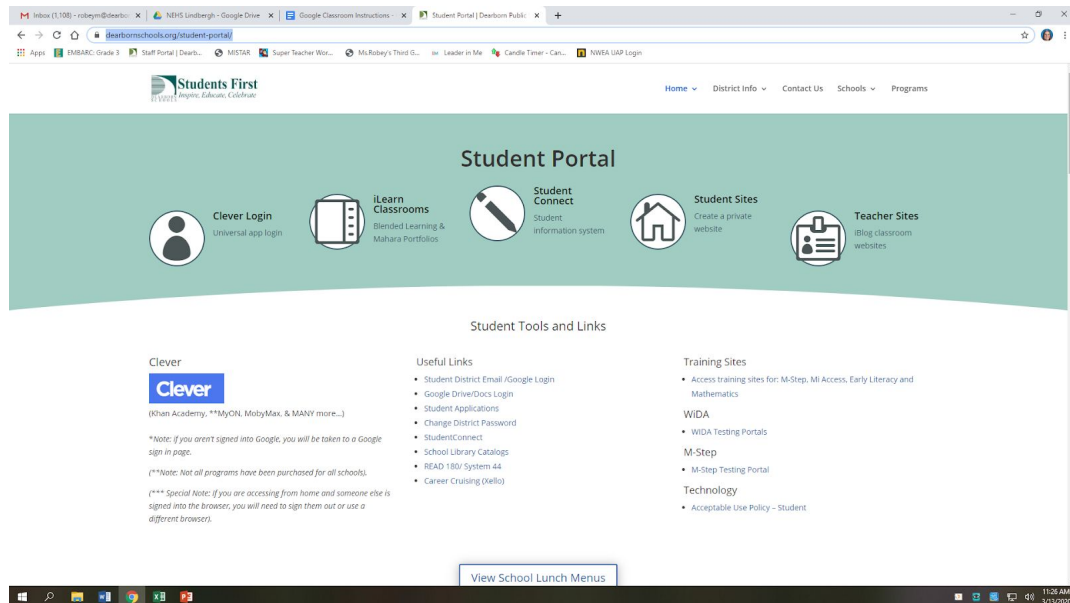 Inbox (1,108) - robeym@dearbor
NEHS Lindbergh - Google Drive
Google Classroom Instructions -
Student Portal | Dearborn Public
dearbornschools.org/student-portal/
Apps
EMBARC: Grade 3
Staff Portal | Dearb...
MISTAR
Super Teacher Wor...
Ms.Robey's Third G...
Leader in Me
Candle Timer - Can...
NWEA UAP Login
Students First
Inspire, Educate, Celebrate
Home
District Info
Contact Us
Schools
Programs
Student Portal
Clever Login
Universal app login
iLearn
Classrooms
Blended Learning &
Mahara Portfolios
Student
Connect
Student
information system
Student Sites
Create a private
website
Teacher Sites
iBlog classroom
websites
Student Tools and Links
Clever
Clever
(Khan Academy, **MyON, MobyMax, & MANY more...)
*Note: if you aren't signed into Google, you will be taken to a Google
sign in page.
(**Note: Not all programs have been purchased for all schools).
(*** Special Note: If you are accessing from home and someone else is
signed into the browser, you will need to sign them out or use a
different browser).
Useful Links
Student District Email /Google Login
Google Drive/Docs Login
Student Applications
Change District Password
StudentConnect
School Library Catalogs
READ 180/ System 44
Career Cruising (Xello)
Training Sites
Access training sites for: M-Step, Mi Access, Early Literacy and
Mathematics
WiDA
WIDA Testing Portals
M-Step
M-Step Testing Portal
Technology
Acceptable Use Policy – Student
View School Lunch Menus
11:26 AM
3/13/2020